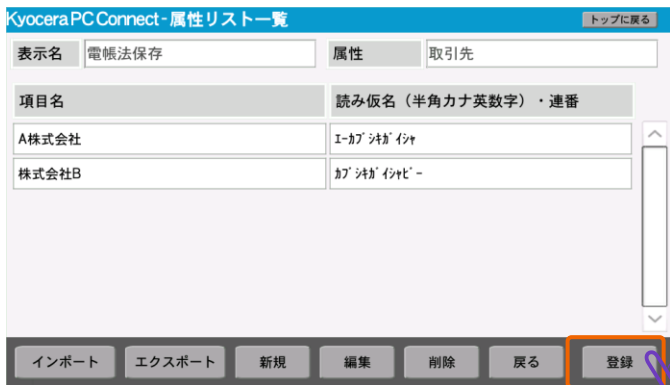 Kyocera PC Connect - 属性リスト一覧 トップに戻る
表示名 電帳法保存 属性 取引先
項目名 読み仮名（半角カナ英数字）・連番
A株式会社 ｴｰｶﾌﾞｼｷｶﾞｲｼｬ
株式会社B ｶﾌﾞｼｷｶﾞｲｼｬﾋﾞｰ
インポート エクスポート 新規 編集 削除 戻る 登録